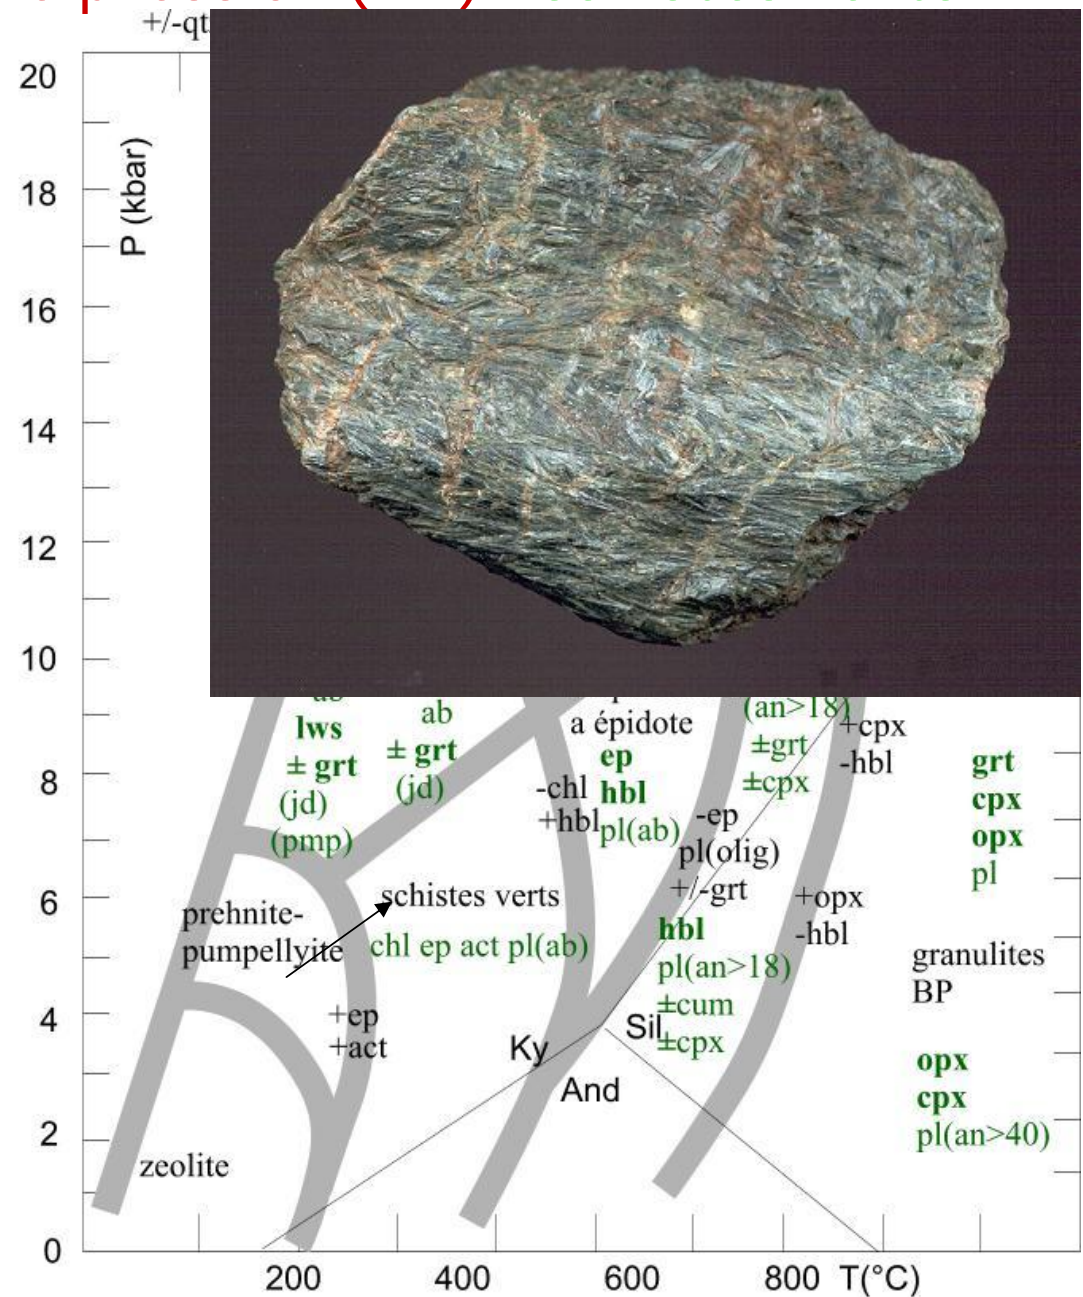 +/-qt
20
P (kbar)
18
16
14
12
10
8
6
4
2
0
ab
lws
± grt
(jd)
(pmp)
ab
± grt
(jd)
a épidote
ep
hbl
pl(ab)
-chl
+hbl
(an>18)
±grt
±cpx
+cpx
-hbl
grt
cpx
opx
pl
-ep
pl(olig)
+/-grt
prehnite-
pumpellyite
schistes verts
chl ep act pl(ab)
+opx
-hbl
hbl
pl(an>18)
±cum
±cpx
granulites
BP
+ep
+act
Ky
Sil
And
opx
cpx
pl(an>40)
zeolite
200 400 600 800 T(°C)